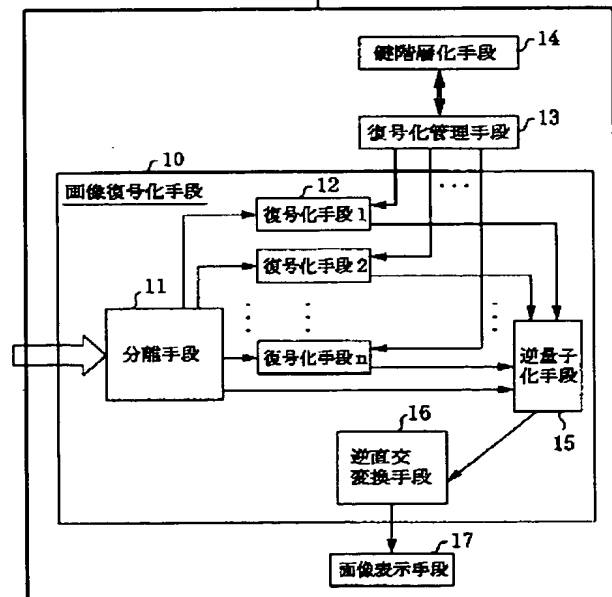 14
鍵階層化手段
13
復号化管理手段
10
画像復号化手段
12
復号化手段1
復号化手段2
11
分離手段
復号化手段n
逆量子
化手段
15
16
逆直交
変換手段
17
画像表示手段